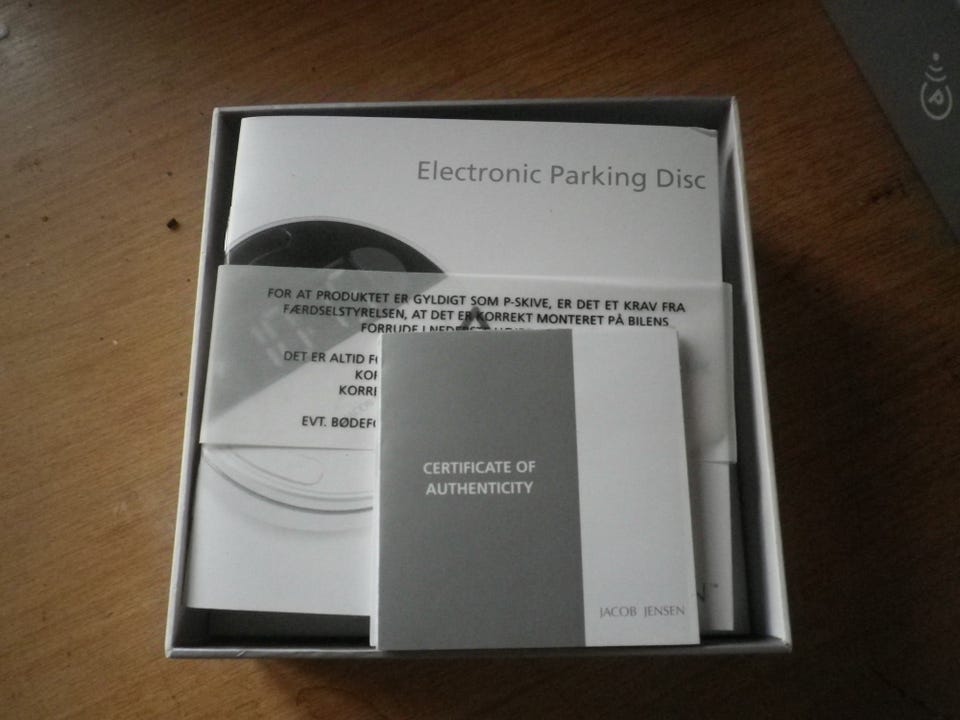 Electronic Parking Disc
FOR AT PRODUKTET ER GYLDIGT SOM P-SKIVE, ER DET ET KRAV FRA
FÆRDSELSTYRELSEN, AT DET ER KORREKT MONTERET PÅ BILENS
FORRUDE I
DET ER ALTID
CERTIFICATE OF
AUTHENTICITY
EVT.
JACOB JENSEN